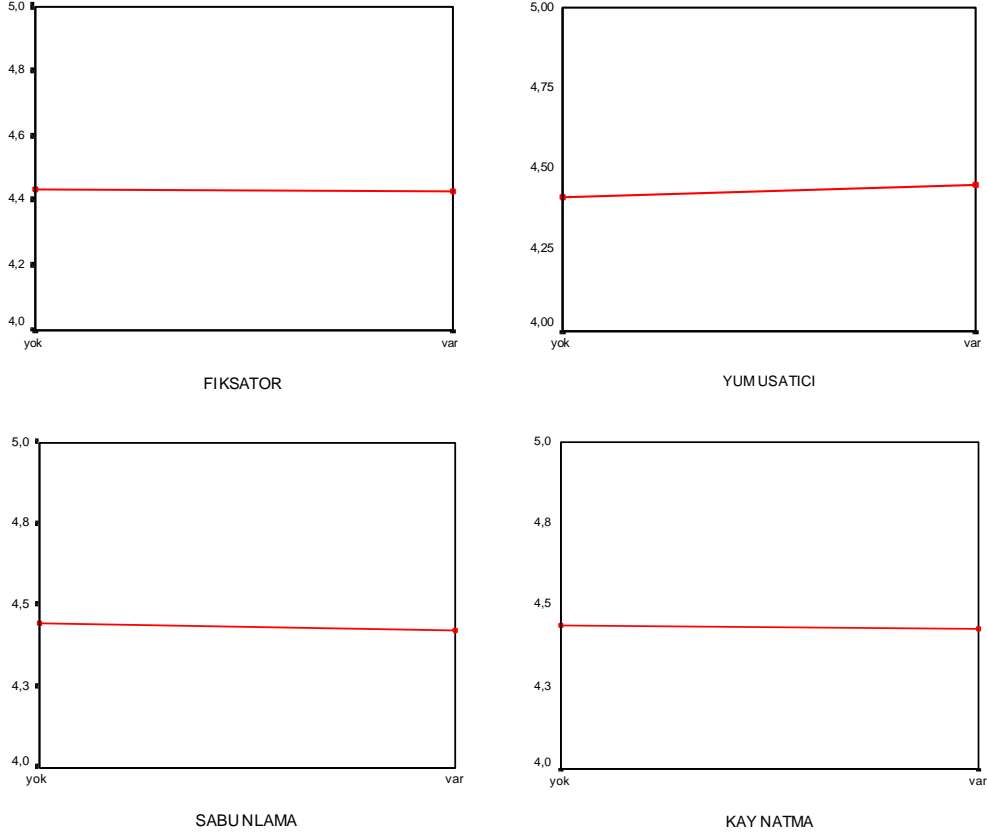 5,0
4,8
4,6
4,4
4,2
4,0
yok var
FIKSATOR
5,00
4,75
4,50
4,25
4,00
yok var
YUMUSATICI
5,0
4,8
4,5
4,3
4,0
yok var
SABUNLAMA
5,0
4,8
4,5
4,3
4,0
yok var
KAYNATMA